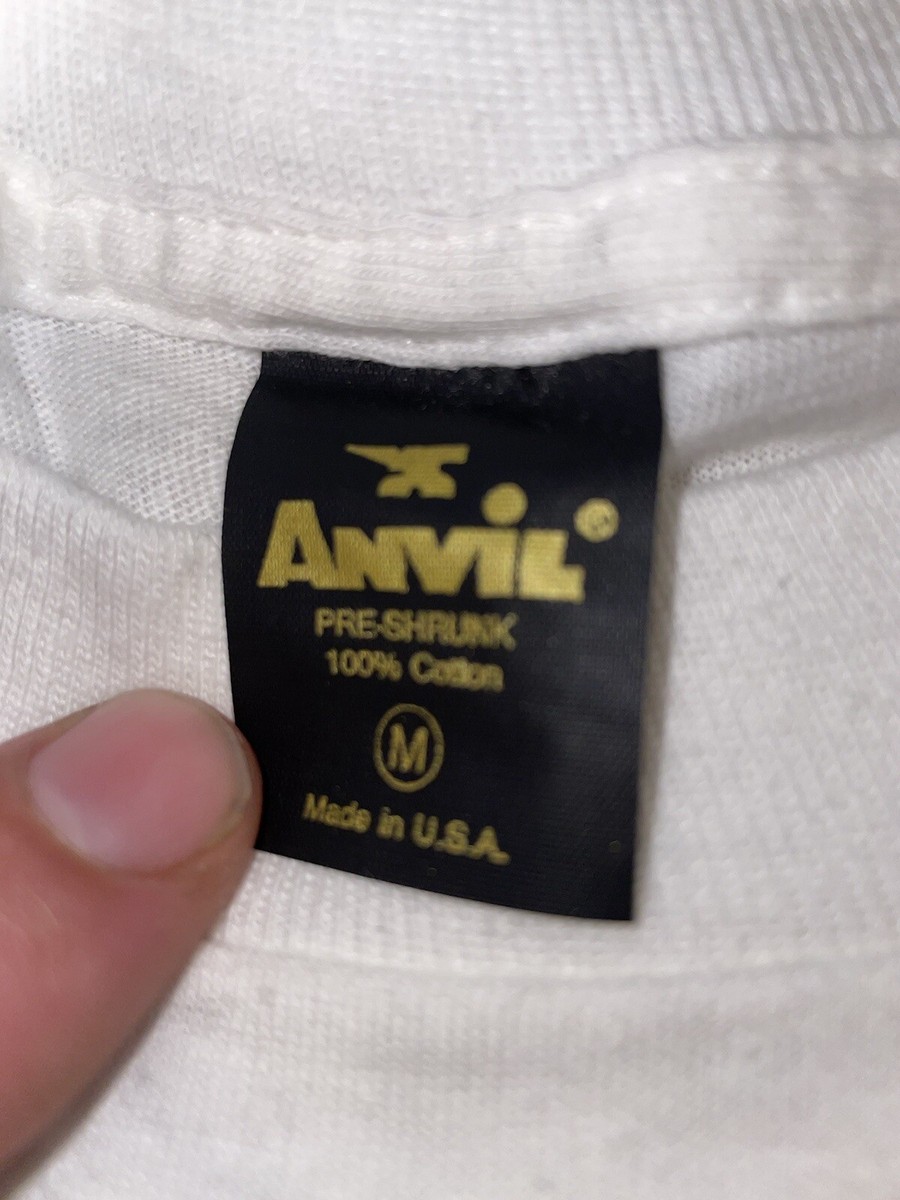 ANViL®
PRE-SHRUNK
100% Cotton
M
Made in U.S.A.